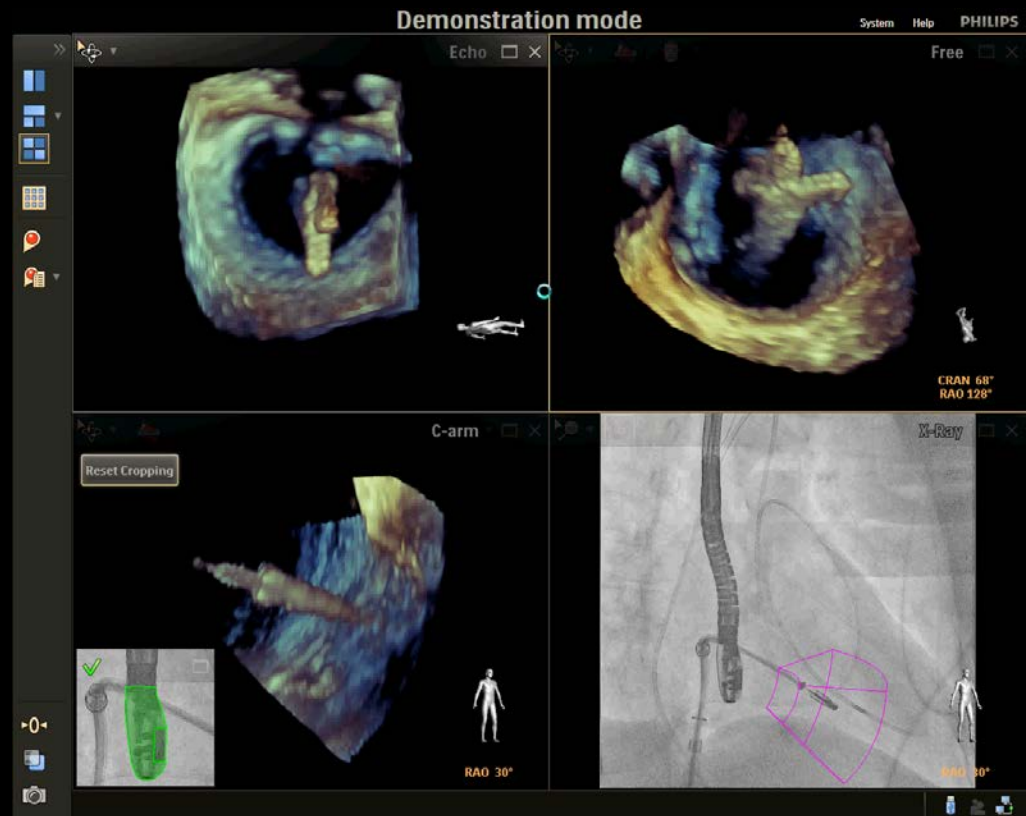 Demonstration mode
System Help PHILIPS
Echo
Free
CRAN 68°
RAO 128°
C-arm
X-Ray
Reset Cropping
RAO 30°
RAO 30°